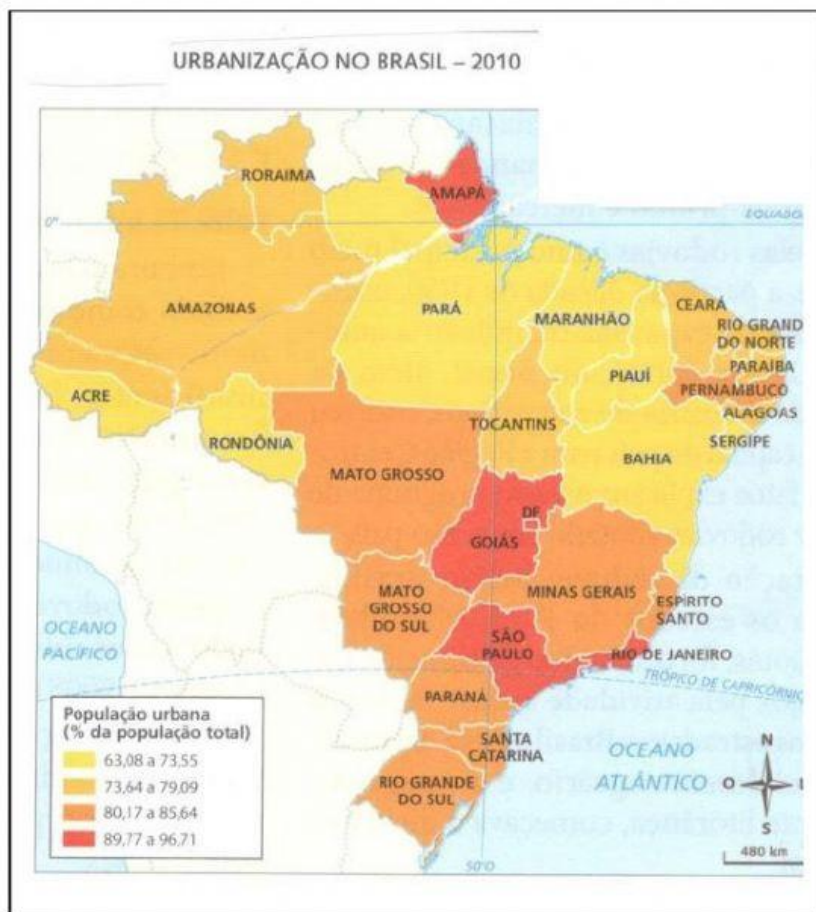 URBANIZAÇÃO NO BRASIL – 2010
RORAIMA
AMAPÁ
0°
EQUADO
AMAZONAS
PARÁ
MARANHÃO
CEARÁ
RIO GRANDE
DO NORTE
PARAÍBA
PIAUÍ
PERNAMBUCO
ACRE
TOCANTINS
ALAGOAS
RONDÔNIA
SERGIPE
BAHIA
MATO GROSSO
DF
GOIÁS
MATO
GROSSO
DO SUL
MINAS GERAIS
ESPÍRITO
SANTO
OCEANO
PACÍFICO
SÃO
PAULO
RIO DE JANEIRO
TRÓPICO DE CAPRICÓRNIO
PARANÁ
População urbana
(% da população total)
63,08 a 73,55
73,64 a 79,09
80,17 a 85,64
89,77 a 96,71
SANTA
CATARINA
RIO GRANDE
DO SUL
OCEANO
ATLÂNTICO
N
O
L
S
50°O
480 km